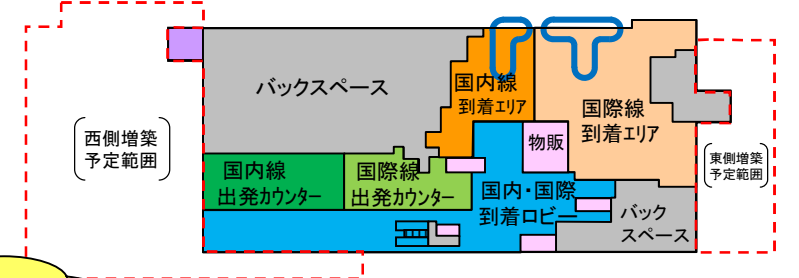 バックスペース
国内線
到着エリア
国際線
到着エリア
物販
西側増築
予定範囲
東側増築
予定範囲
国内線
出発カウンター
国際線
出発カウンター
国内・国際
到着ロビー
バック
スペース